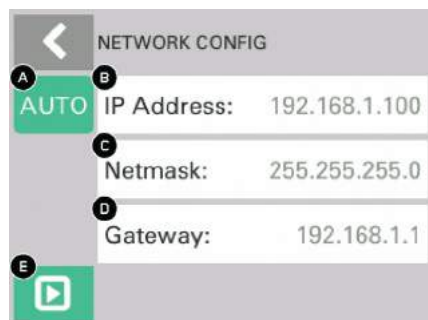 NETWORK CONFIG
A B
AUTO IP Address: 192.168.1.100
C
Netmask: 255.255.255.0
D
Gateway: 192.168.1.1
E